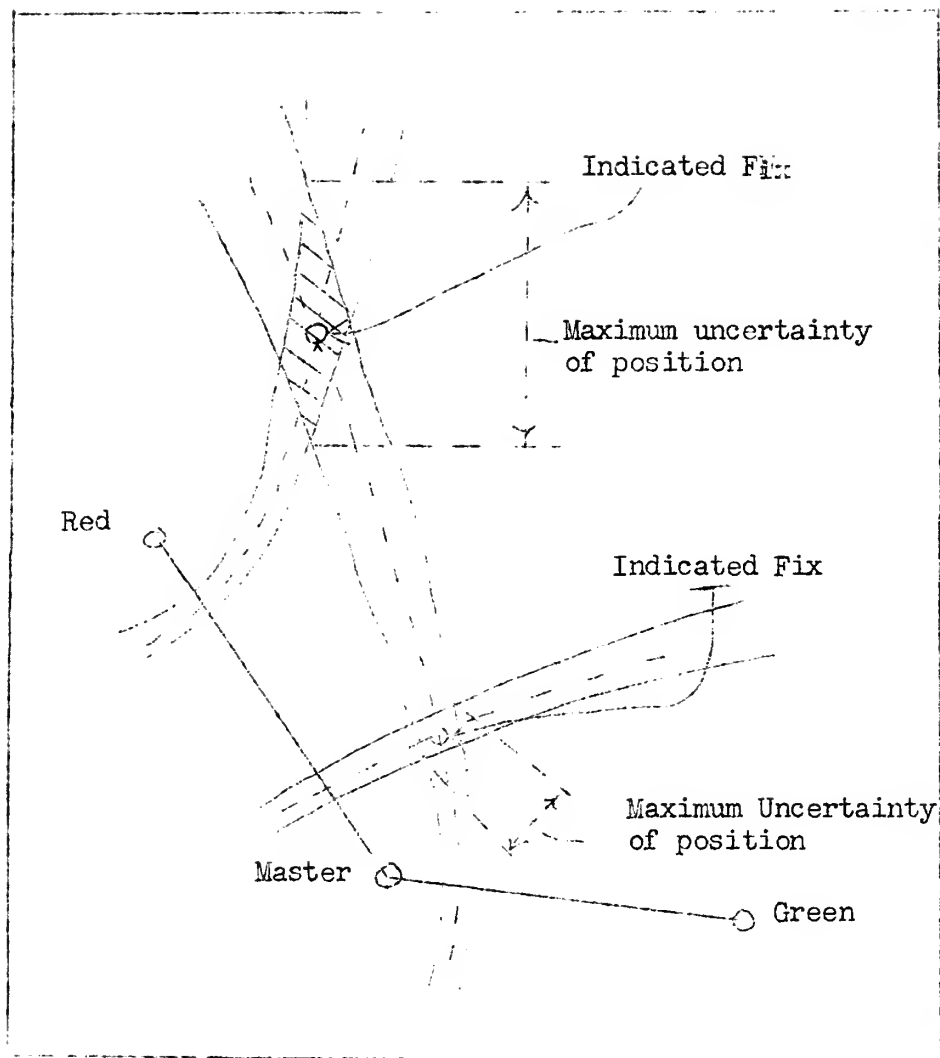 Indicated Fix
Maximum uncertainty
of position
Red
Indicated Fix
Maximum Uncertainty
of position
Master
Green